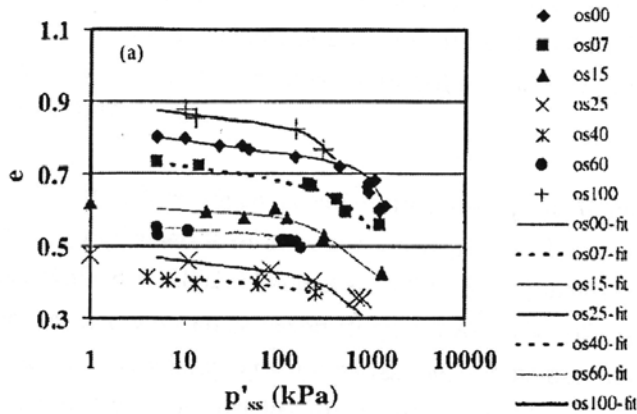 1.1
(a)
0.9
0.7
e
0.5
0.3
1
10
100
1000
10000
p'ss (kPa)
os00
os07
os15
os25
os40
os60
os100
os00-fit
os07-fit
os15-fit
os25-fit
os40-fit
os60-fit
os100-fit